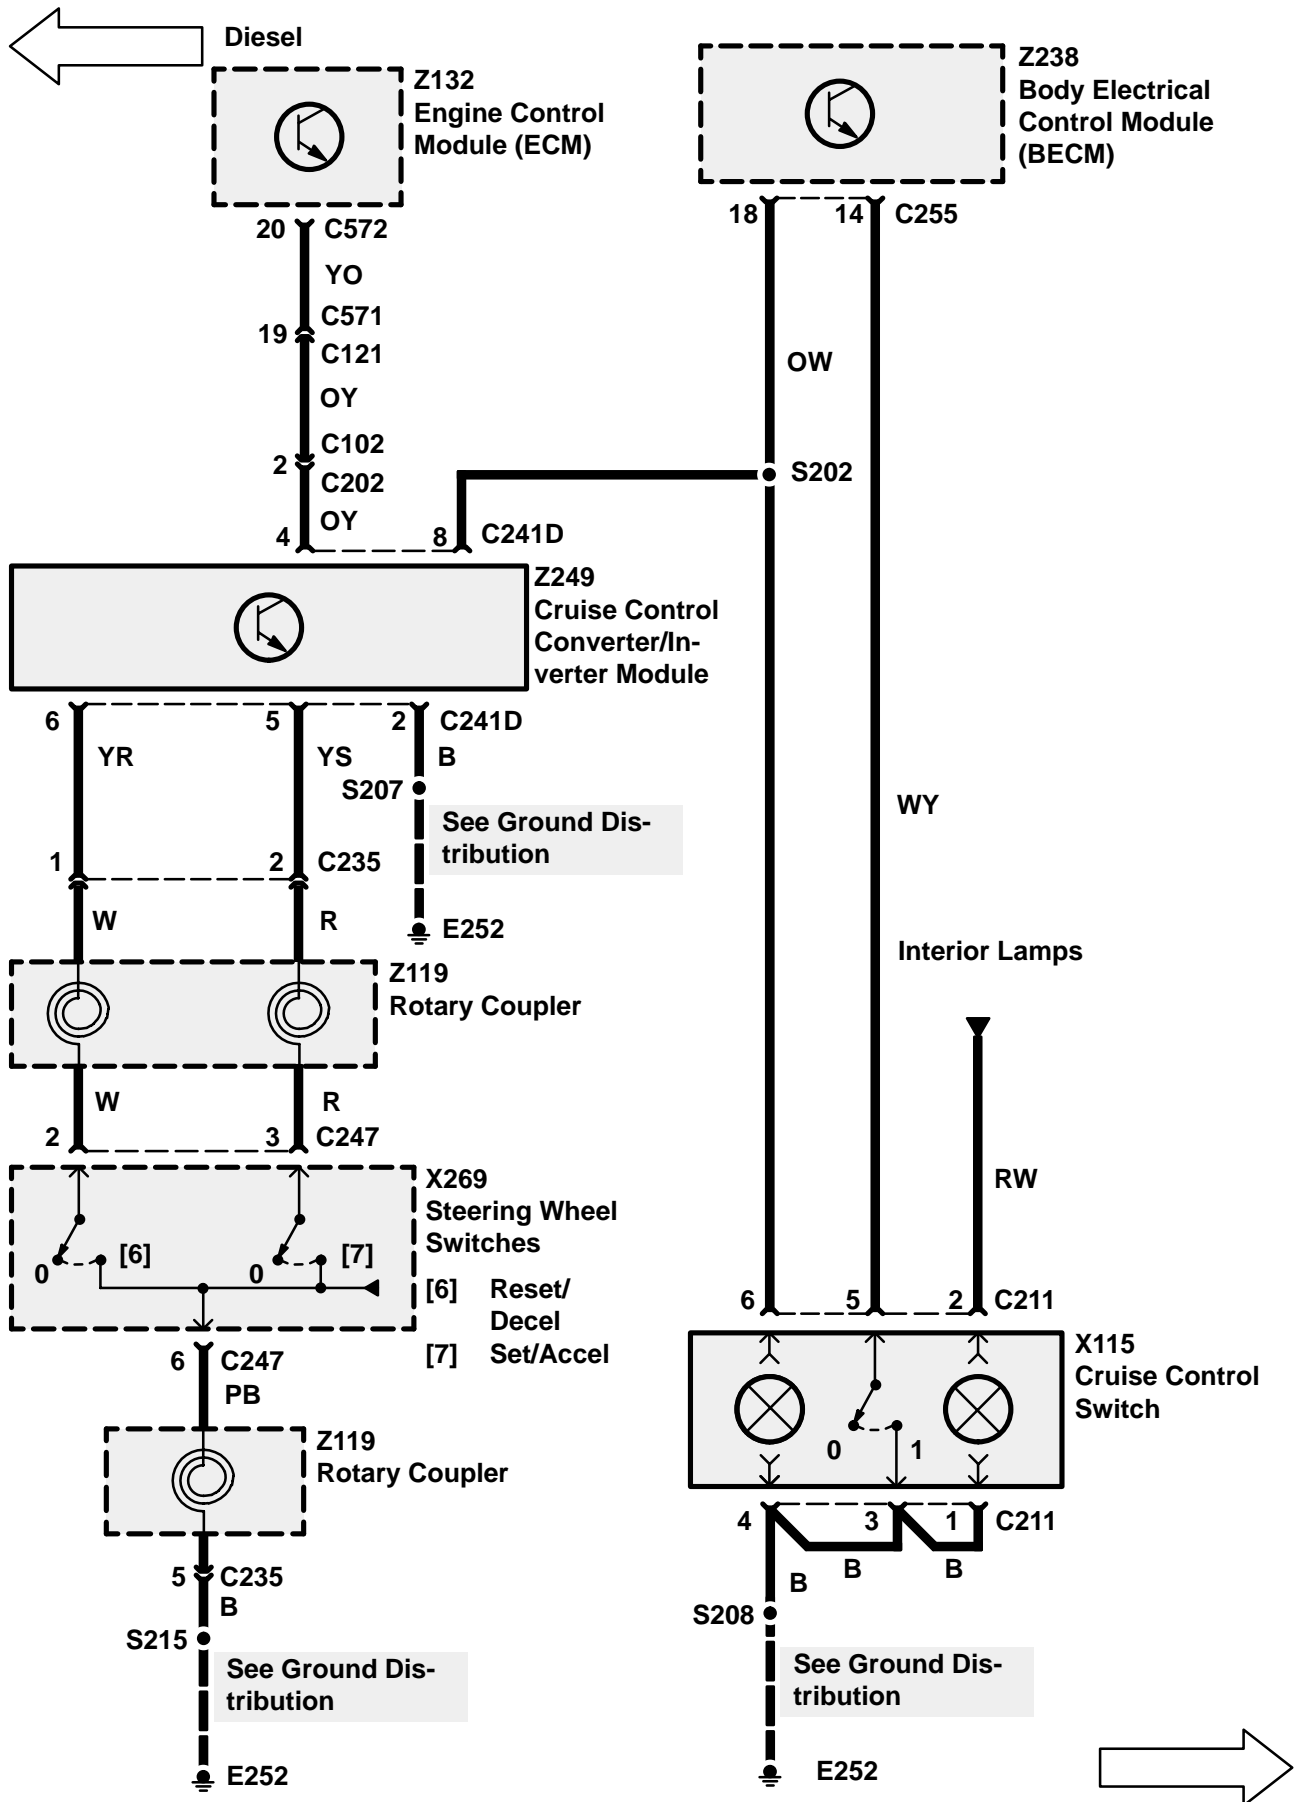 Diesel
Z132
Engine Control
Module (ECM)
Z238
Body Electrical
Control Module
(BECM)
20 C572
YO
C571
19
C121
OY
C102
2
C202
OY
4
8 C241D
18
14 C255
OW
S202
Z249
Cruise Control
Converter/In-
verter Module
6
5
2 C241D
YR
YS
B
S207
See Ground Dis-
tribution
WY
1
2 C235
W
R
E252
Interior Lamps
Z119
Rotary Coupler
W
R
2
3 C247
RW
X269
Steering Wheel
Switches
0
[6]
0
[7]
[6] Reset/
Decel
[7] Set/Accel
6
5
2 C211
6 C247
PB
X115
Cruise Control
Switch
0
1
Z119
Rotary Coupler
4
3
1 C211
B
B
B
5 C235
B
S215
S208
See Ground Dis-
tribution
See Ground Dis-
tribution
E252
E252